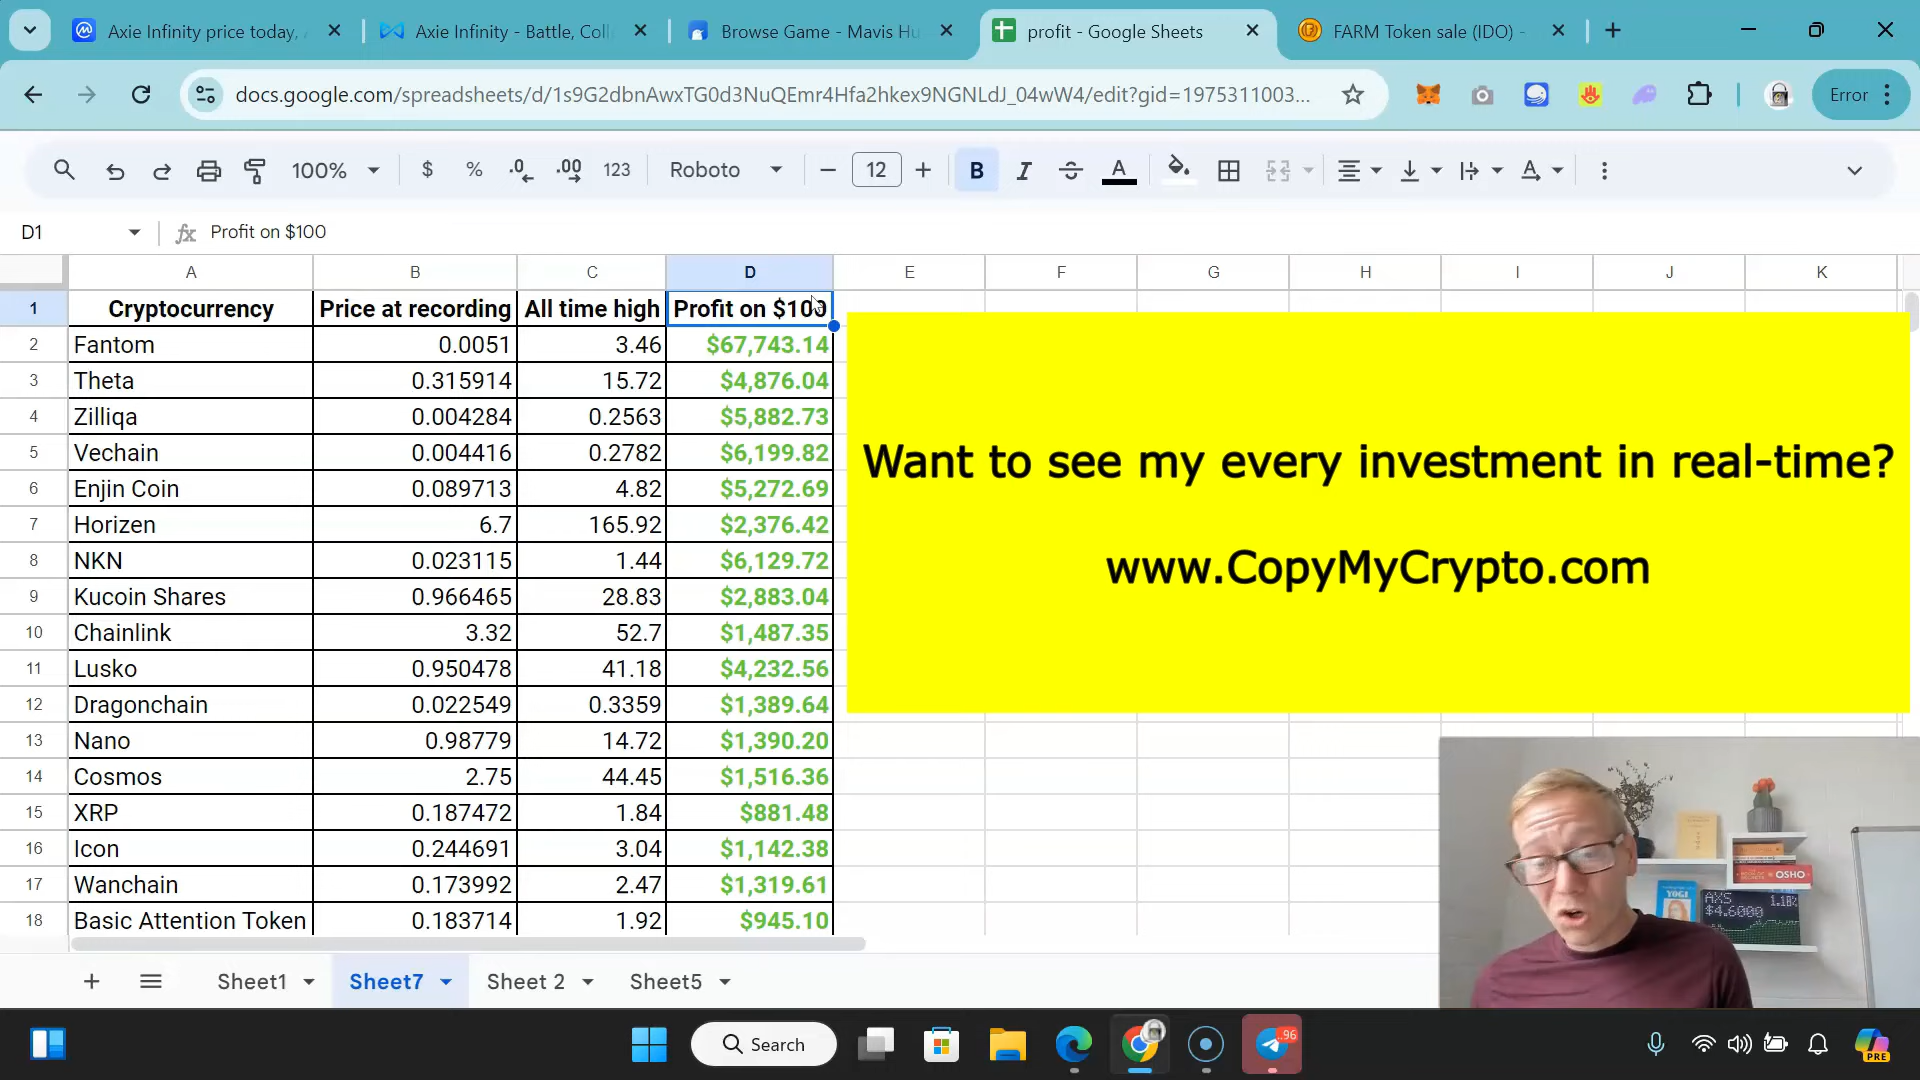 Axie Infinity price today,
Axie Infinity - Battle, Coll
Browse Game - Mavis Hu
profit - Google Sheets
FARM Token sale (IDO) -
docs.google.com/spreadsheets/d/1s9G2dbnAwxTG0d3NuQEmr4Hfa2hkex9NGNLdJ_04wW4/edit?gid=1975311003...
Error
100%
$
%
.0
.00
123
Roboto
12
B
I
A
D1
fx
Profit on $100
A B C D E F G H I J K
1 Cryptocurrency Price at recording All time high Profit on $100
2 Fantom 0.0051 3.46 $67,743.14
3 Theta 0.315914 15.72 $4,876.04
4 Zilliqa 0.004284 0.2563 $5,882.73
5 Vechain 0.004416 0.2782 $6,199.82
6 Enjin Coin 0.089713 4.82 $5,272.69
7 Horizen 6.7 165.92 $2,376.42
8 NKN 0.023115 1.44 $6,129.72
9 Kucoin Shares 0.966465 28.83 $2,883.04
10 Chainlink 3.32 52.7 $1,487.35
11 Lusko 0.950478 41.18 $4,232.56
12 Dragonchain 0.022549 0.3359 $1,389.64
13 Nano 0.98779 14.72 $1,390.20
14 Cosmos 2.75 44.45 $1,516.36
15 XRP 0.187472 1.84 $881.48
16 Icon 0.244691 3.04 $1,142.38
17 Wanchain 0.173992 2.47 $1,319.61
18 Basic Attention Token 0.183714 1.92 $945.10
Want to see my every investment in real-time?
www.CopyMyCrypto.com
OSHO
YOGI
AXS 1.18%
$4.6000
Sheet1
Sheet7
Sheet 2
Sheet5
Search
96
PRE